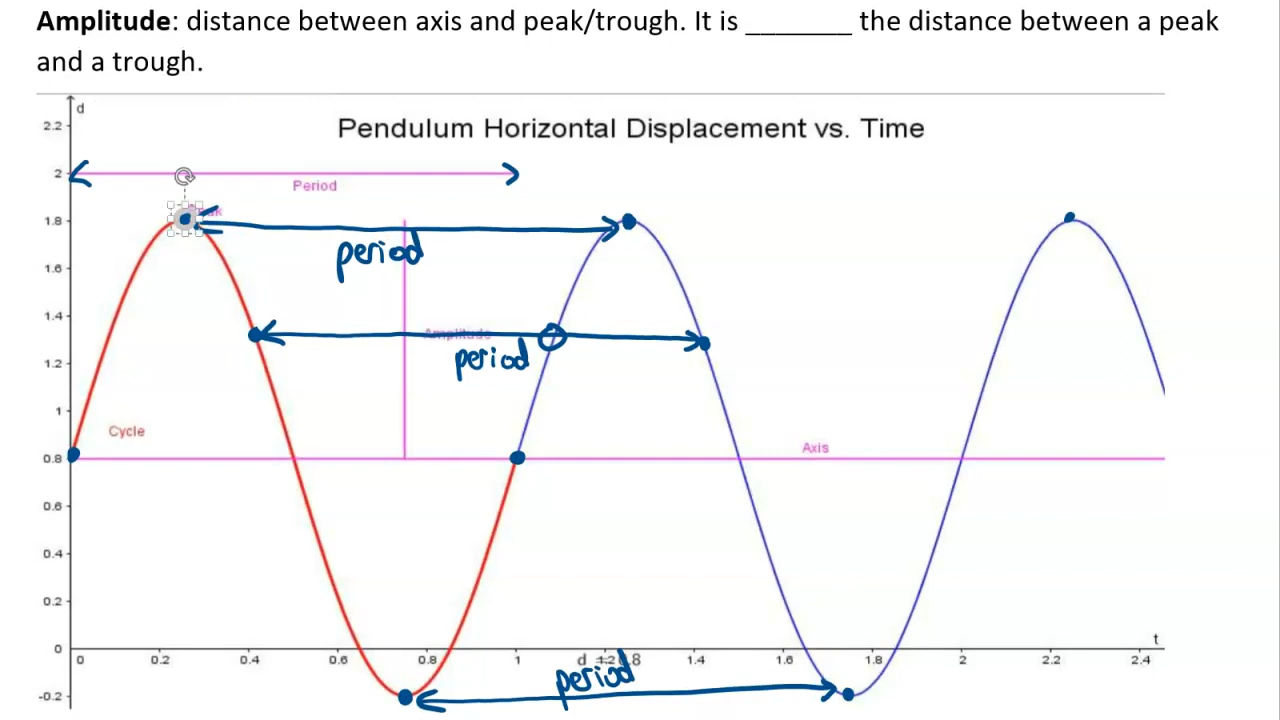 Amplitude: distance between axis and peak/trough. It is _______ the distance between a peak
and a trough.
d
Pendulum Horizontal Displacement vs. Time
2.2
2
Period
1.8
period
1.6
1.4
Amplitude
period
1.2
1
Cycle
Axis
0.8
0.6
0.4
0.2
t
0
0 0.2 0.4 0.6 0.8 1 1.4 1.6 1.8 2 2.2 2.4
period
-0.2